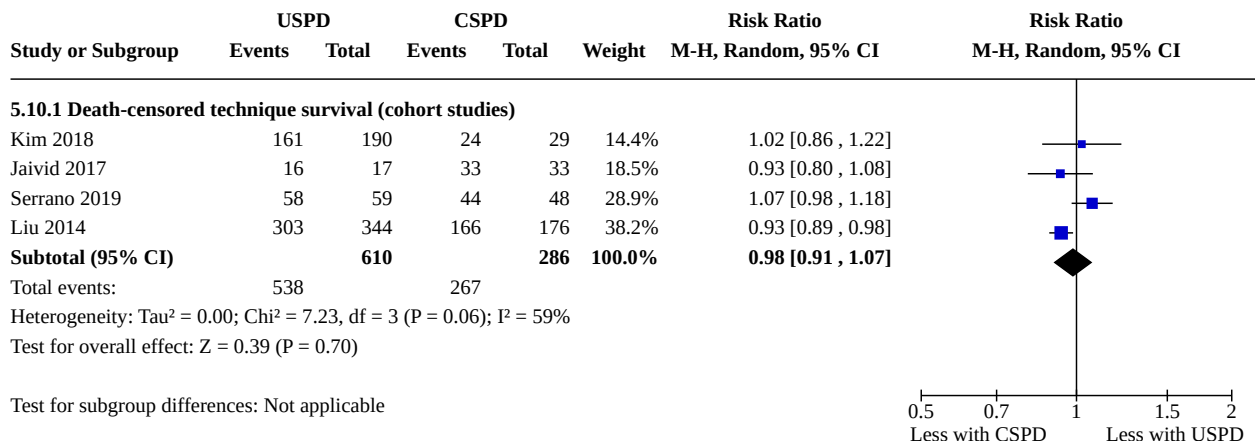 USPD CSPD Risk Ratio Risk Ratio
Study or Subgroup Events Total Events Total Weight M-H, Random, 95% CI M-H, Random, 95% CI
5.10.1 Death-censored technique survival (cohort studies)
Kim 2018 161 190 24 29 14.4% 1.02 [0.86 , 1.22]
Jaivid 2017 16 17 33 33 18.5% 0.93 [0.80 , 1.08]
Serrano 2019 58 59 44 48 28.9% 1.07 [0.98 , 1.18]
Liu 2014 303 344 166 176 38.2% 0.93 [0.89 , 0.98]
Subtotal (95% CI) 610 286 100.0% 0.98 [0.91 , 1.07]
Total events: 538 267
Heterogeneity: Tau² = 0.00; Chi² = 7.23, df = 3 (P = 0.06); I² = 59%
Test for overall effect: Z = 0.39 (P = 0.70)
Test for subgroup differences: Not applicable
0.5 0.7 1 1.5 2
Less with CSPD Less with USPD